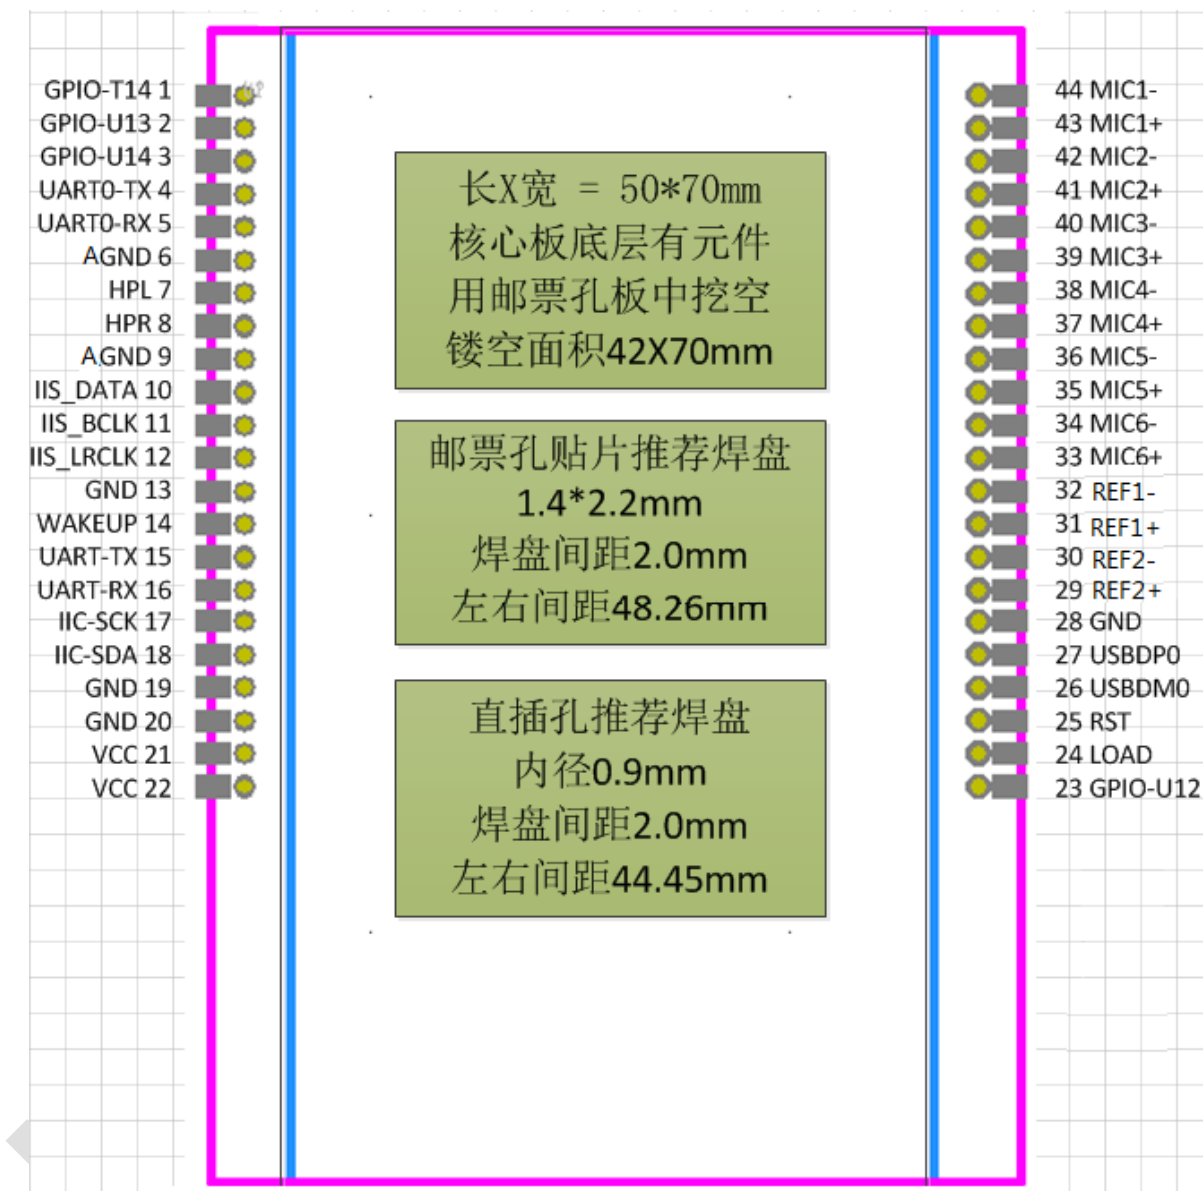 GPIO-T14 1
GPIO-U13 2
GPIO-U14 3
UART0-TX 4
UART0-RX 5
AGND 6
HPL 7
HPR 8
AGND 9
IIS_DATA 10
IIS_BCLK 11
IIS_LRCLK 12
GND 13
WAKEUP 14
UART-TX 15
UART-RX 16
IIC-SCK 17
IIC-SDA 18
GND 19
GND 20
VCC 21
VCC 22
长X宽 = 50*70mm
核心板底层有元件
用邮票孔板中挖空
镂空面积42X70mm
邮票孔贴片推荐焊盘
1.4*2.2mm
焊盘间距2.0mm
左右间距48.26mm
直插孔推荐焊盘
内径0.9mm
焊盘间距2.0mm
左右间距44.45mm
44 MIC1-
43 MIC1+
42 MIC2-
41 MIC2+
40 MIC3-
39 MIC3+
38 MIC4-
37 MIC4+
36 MIC5-
35 MIC5+
34 MIC6-
33 MIC6+
32 REF1-
31 REF1+
30 REF2-
29 REF2+
28 GND
27 USBDP0
26 USBDM0
25 RST
24 LOAD
23 GPIO-U12